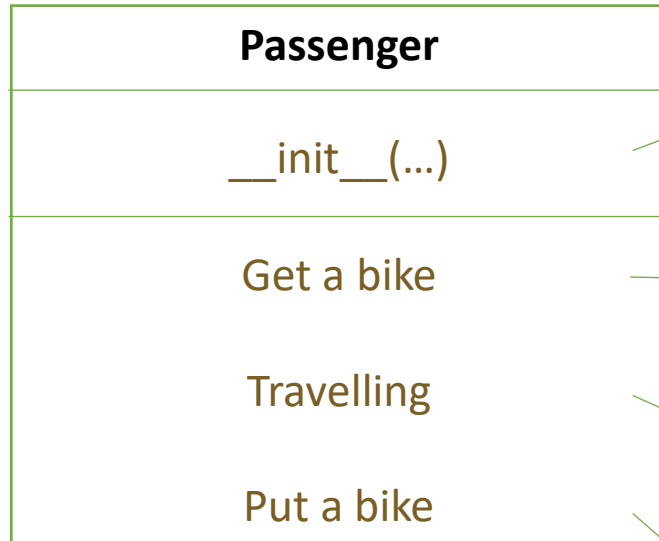 Passenger
__init__(...)
Get a bike
Travelling
Put a bike